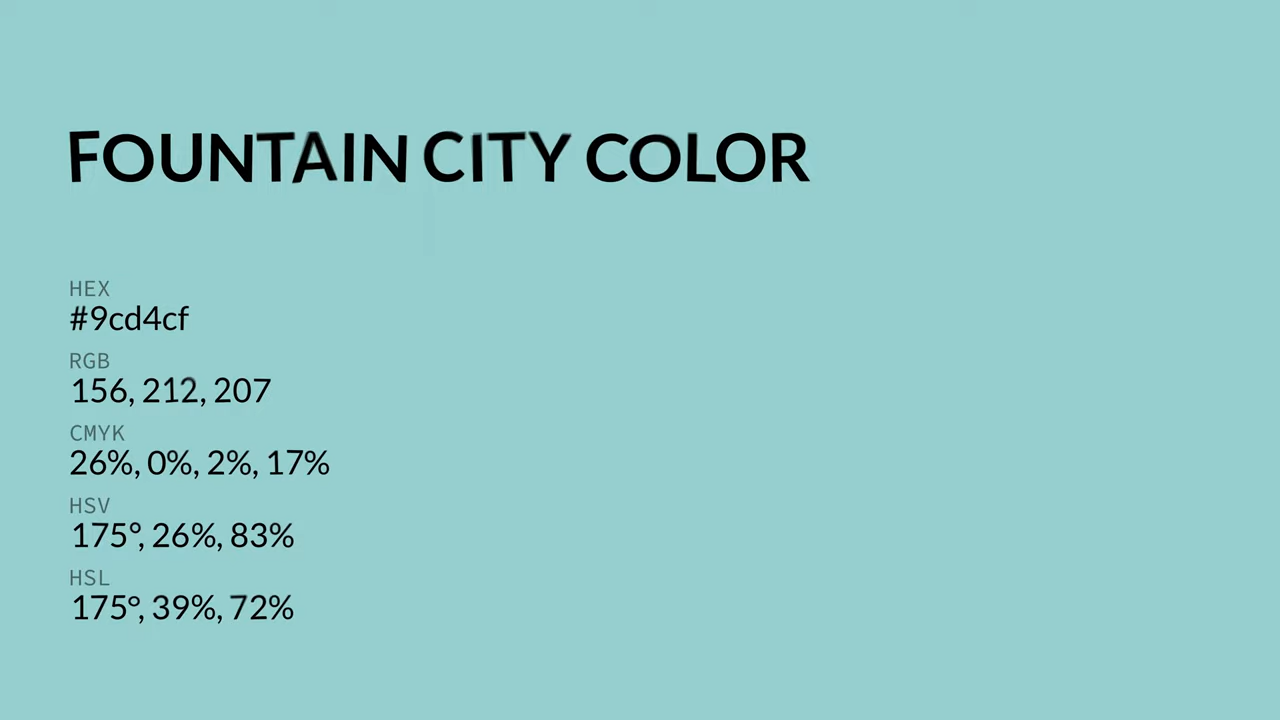 FOUNTAIN CITY COLOR
HEX
#9cd4cf
RGB
156, 212, 207
CMYK
26%, 0%, 2%, 17%
HSV
175°, 26%, 83%
HSL
175°, 39%, 72%